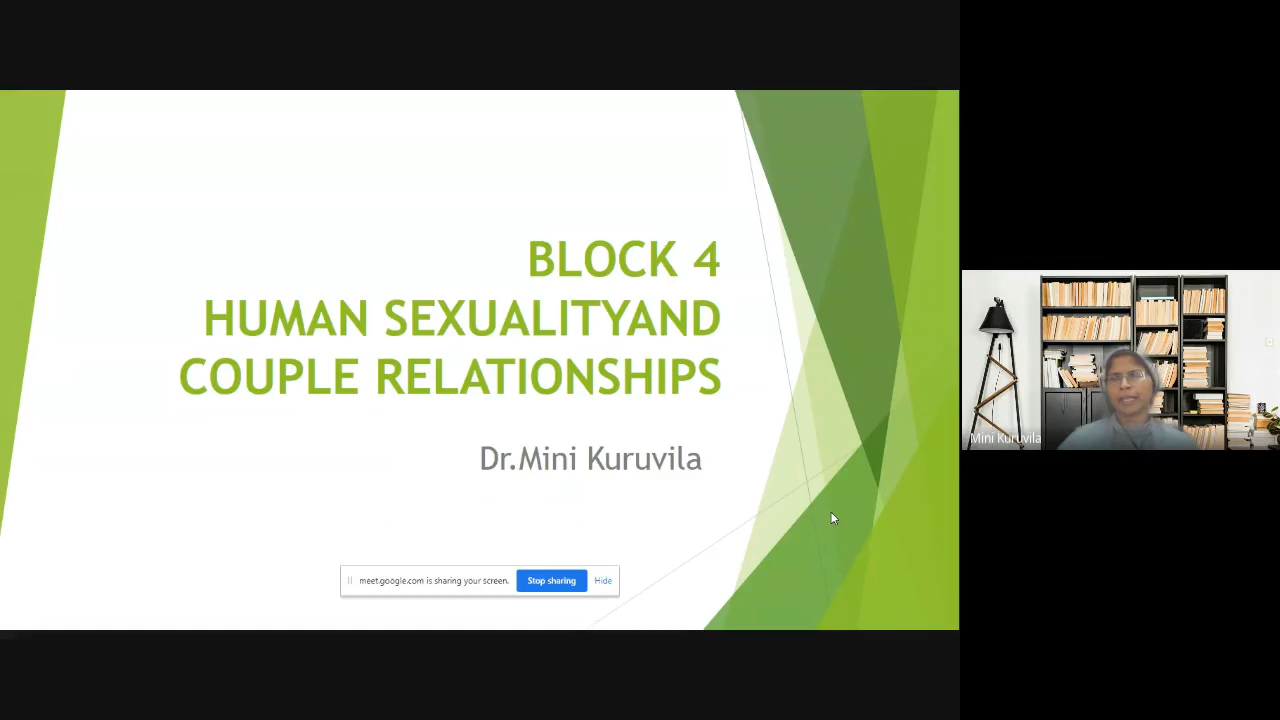 BLOCK 4
HUMAN SEXUALITYAND
COUPLE RELATIONSHIPS
Dr.Mini Kuruvila
meet.google.com is sharing your screen.
Stop sharing
Hide
Mini Kuruvila